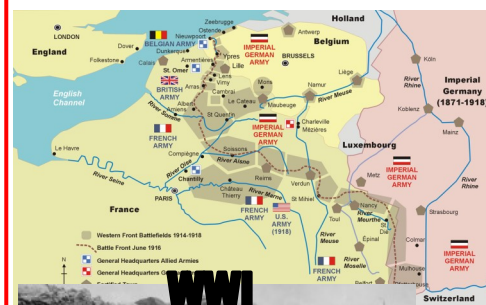 Holland
Zeebrugge
LONDON
Ostende
Antwerp
Nieuwpoort
England
Dover
BELGIAN ARMY
IMPERIAL
GERMAN
ARMY
Belgium
Dunkerque
Folkestone
Calais
Ypres
BRUSSELS
Köln
Armentières
Lille
St. Omer
Liège
River
Rhine
Imperial
Germany
(1871-1918)
BRITISH
ARMY
Lens
Vimy
Mons
Namur
English
Channel
Arras
Cambrai
River Meuse
Koblenz
Albert
Le Cateau
Maubeuge
Amiens
River Somme
St Quentin
IMPERIAL
GERMAN
ARMY
Charleville
Mézières
Mainz
FRENCH
ARMY
Luxembourg
River
Rhine
Le Havre
Compiègne
Soissons
River Oise
River Aisne
IMPERIAL
GERMAN
ARMY
Chantilly
Reims
Verdun
Metz
River Seine
Château
Thierry
River Marne
PARIS
St Mihiel
Nancy
Strasbourg
FRENCH
ARMY
U.S.
ARMY
(1918)
Toul
River
Meurthe
St
Die
France
River
Meuse
Épinal
Colmar
IMPERIAL
GERMAN
ARMY
Western Front Battlefields 1914-1918
Battle Front June 1916
General Headquarters Allied Armies
General Headquarters G
River
Moselle
FRENCH
ARMY
Mulhouse
N
Switzerland
WWI